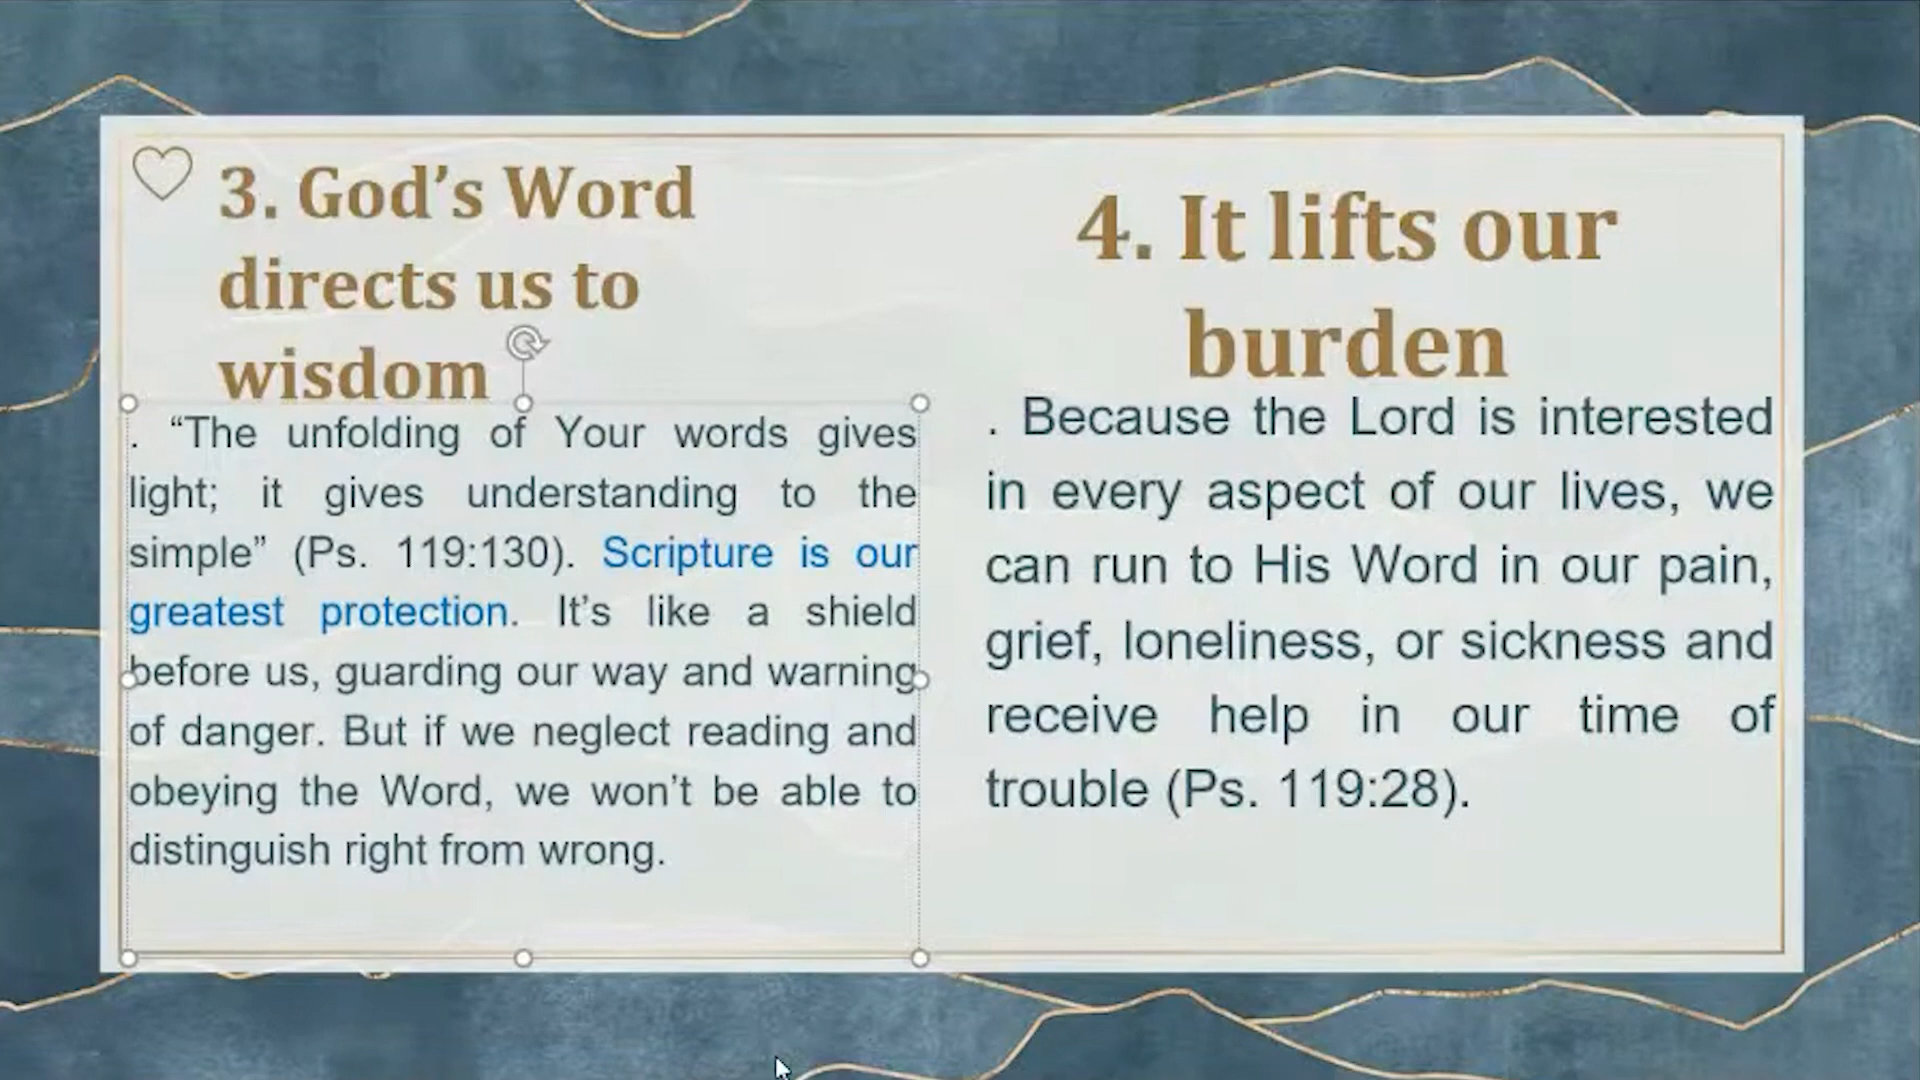 3. God’s Word
directs us to
wisdom
. “The unfolding of Your words gives
light; it gives understanding to the
simple” (Ps. 119:130). Scripture is our
greatest protection. It’s like a shield
before us, guarding our way and warning
of danger. But if we neglect reading and
obeying the Word, we won’t be able to
distinguish right from wrong.
4. It lifts our
burden
. Because the Lord is interested
in every aspect of our lives, we
can run to His Word in our pain,
grief, loneliness, or sickness and
receive help in our time of
trouble (Ps. 119:28).